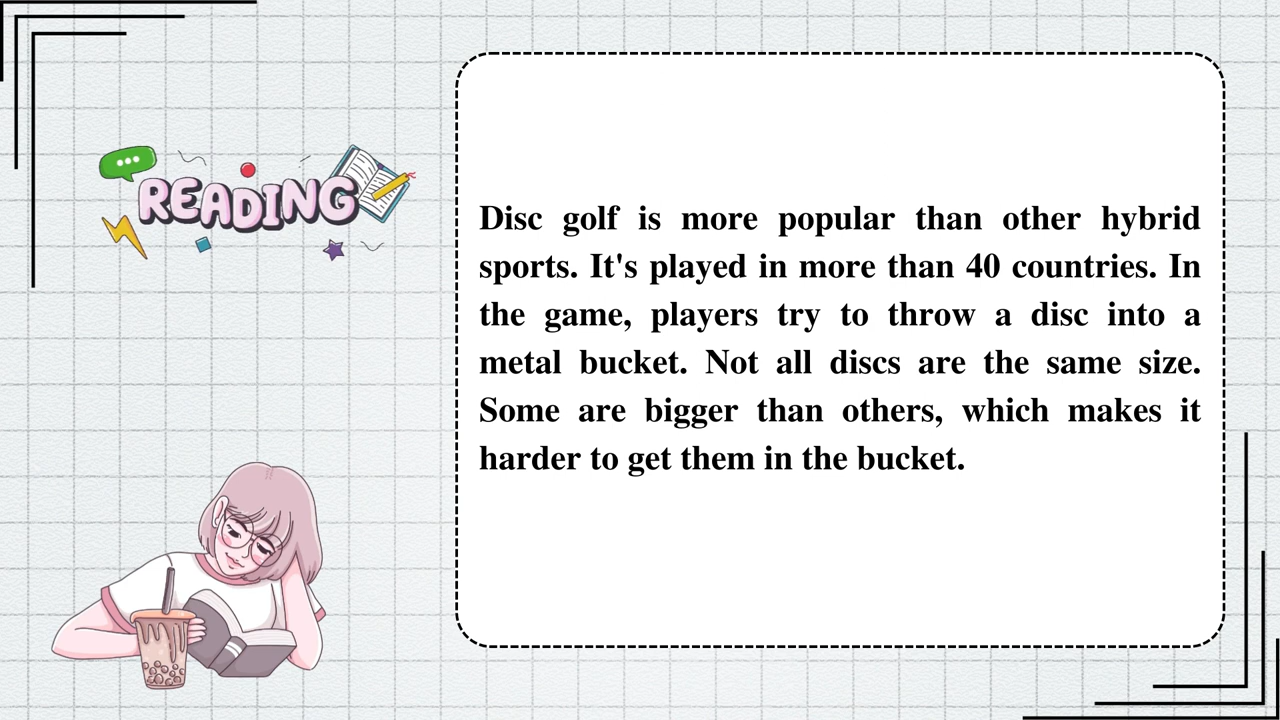 READING
Disc golf is more popular than other hybrid
sports. It's played in more than 40 countries. In
the game, players try to throw a disc into a
metal bucket. Not all discs are the same size.
Some are bigger than others, which makes it
harder to get them in the bucket.